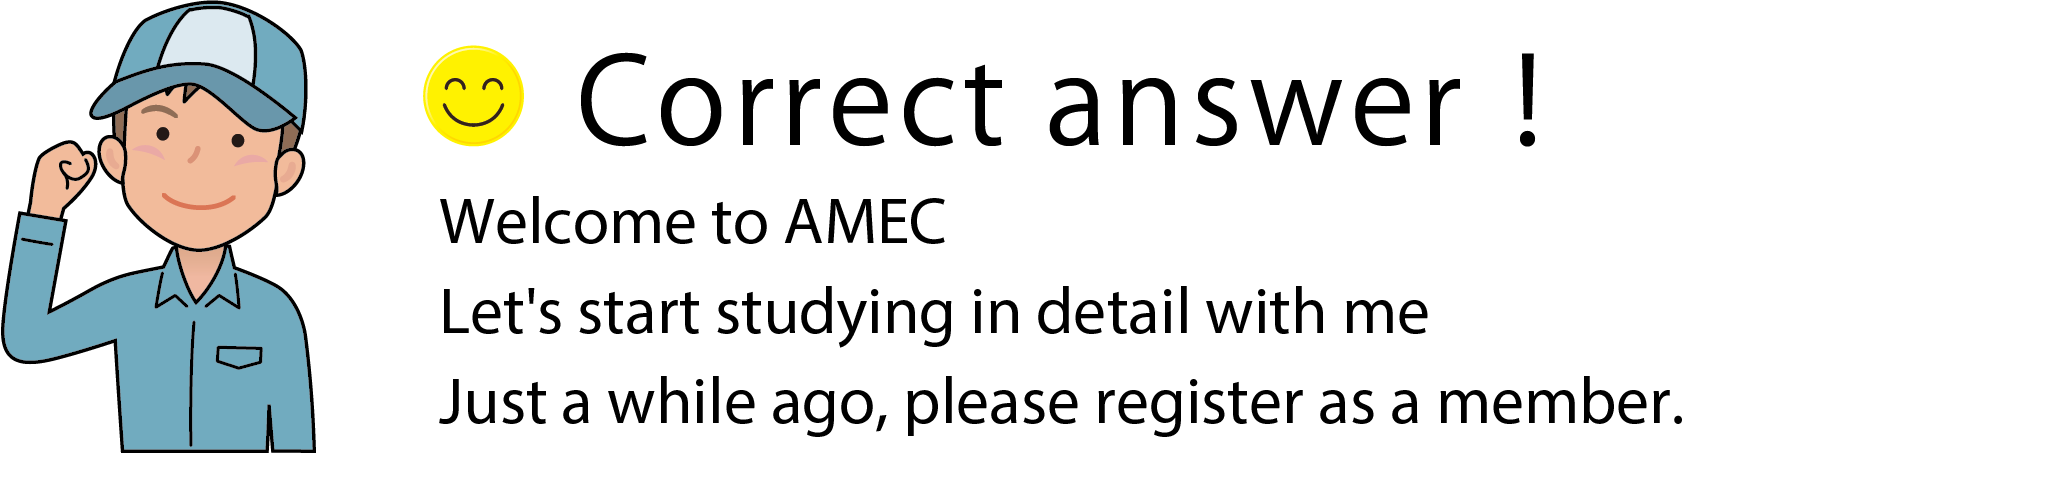 Correct answer !
Welcome to AMEC
Let's start studying in detail with me
Just a while ago, please register as a member.